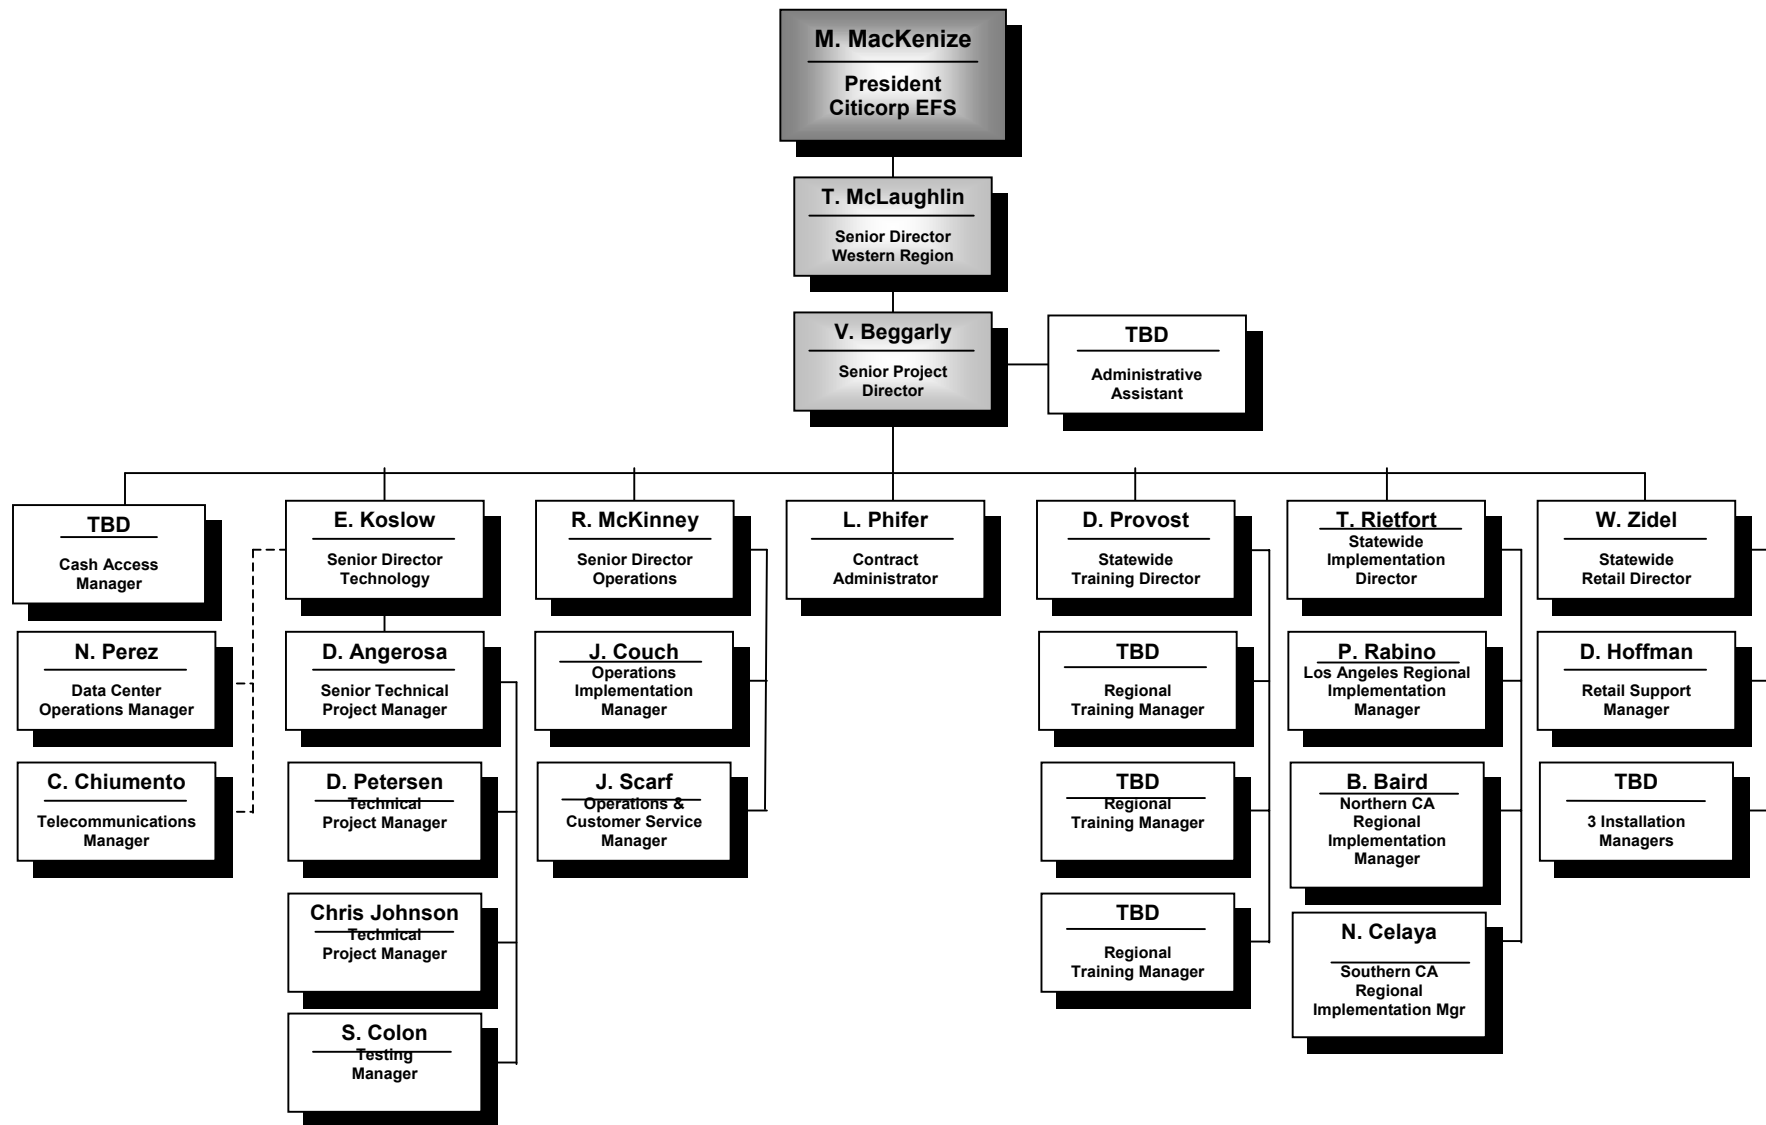 M. MacKenize
President
Citicorp EFS
T. McLaughlin
Senior Director
Western Region
V. Beggarly
Senior Project
Director
TBD
Administrative
Assistant
TBD
Cash Access
Manager
E. Koslow
Senior Director
Technology
R. McKinney
Senior Director
Operations
L. Phifer
Contract
Administrator
D. Provost
Statewide
Training Director
T. Rietfort
Statewide
Implementation
Director
W. Zidel
Statewide
Retail Director
N. Perez
Data Center
Operations Manager
D. Angerosa
Senior Technical
Project Manager
J. Couch
Operations
Implementation
Manager
TBD
Regional
Training Manager
P. Rabino
Los Angeles Regional
Implementation
Manager
D. Hoffman
Retail Support
Manager
C. Chiumento
Telecommunications
Manager
D. Petersen
Technical
Project Manager
J. Scarf
Operations &
Customer Service
Manager
TBD
Regional
Training Manager
B. Baird
Northern CA
Regional
Implementation
Manager
TBD
3 Installation
Managers
Chris Johnson
Technical
Project Manager
TBD
Regional
Training Manager
N. Celaya
Southern CA
Regional
Implementation Mgr
S. Colon
Testing
Manager